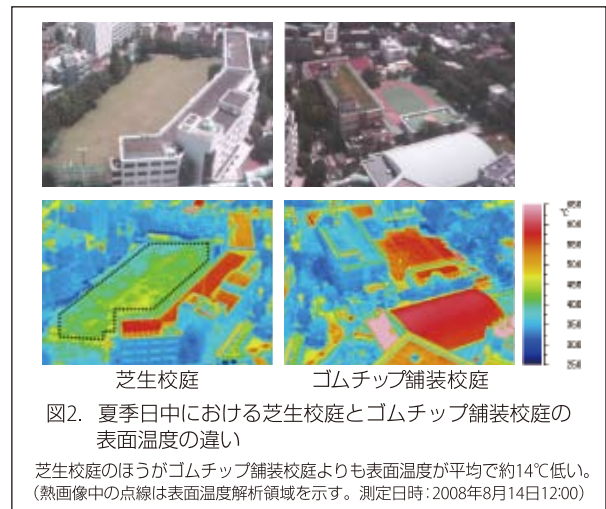 ℃
芝生校庭
ゴムチップ舗装校庭
図2. 夏季日中における芝生校庭とゴムチップ舗装校庭の
表面温度の違い
芝生校庭のほうがゴムチップ舗装校庭よりも表面温度が平均で約14℃低い。
(熱画像中の点線は表面温度解析領域を示す。測定日時:2008年8月14日12:00)